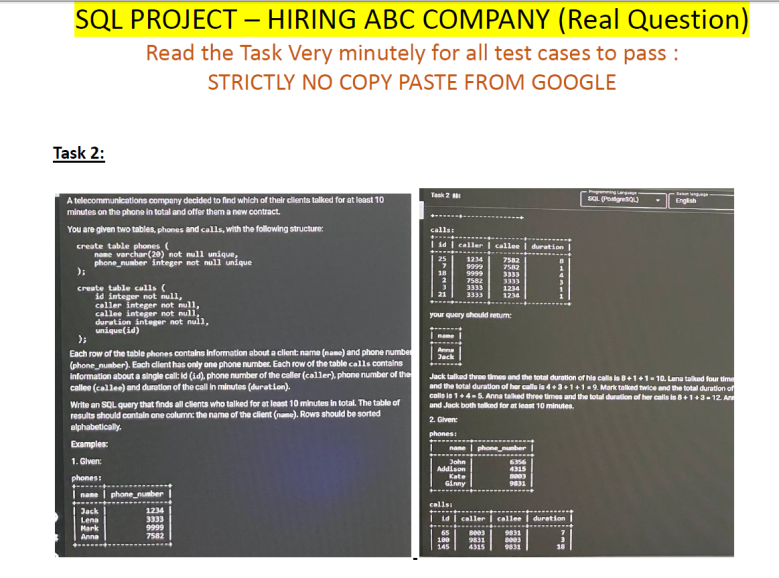 SQL PROJECT – HIRING ABC COMPANY (Real Question)
Read the Task Very minutely for all test cases to pass :
STRICTLY NO COPY PASTE FROM GOOGLE
Task 2:
A telecommunications company decided to find which of their clients talked for at least 10
minutes on the phone in total and offer them a new contract.
You are given two tables, phones and calls, with the following structure:
create table phones (
name varchar(20) not null unique,
phone_number integer not null unique
);
create table calls (
id integer not null,
caller integer not null,
callee integer not null,
duration integer not null,
unique(id)
);
Each row of the table phones contains information about a client: name (name) and phone number
(phone_number). Each client has only one phone number. Each row of the table calls contains
information about a single call: id (id), phone number of the caller (caller), phone number of the
callee (callee) and duration of the call in minutes (duration).
Write an SQL query that finds all clients who talked for at least 10 minutes in total. The table of
results should contain one column: the name of the client (name). Rows should be sorted
alphabetically.
Examples:
1. Given:
phones:
| name | phone_number |
| Jack | 1234 |
| Lena | 3333 |
| Mark | 9999 |
| Anna | 7582 |
Task 2
Programming Language
SQL (PostgreSQL)
English
calls:
| id | caller | callee | duration |
| 25 | 1234 | 7582 | 8 |
| 7 | 9999 | 7582 | 1 |
| 18 | 9999 | 3333 | 4 |
| 2 | 7582 | 3333 | 3 |
| 3 | 3333 | 1234 | 1 |
| 21 | 3333 | 1234 | 1 |
your query should return:
| name |
| Anna |
| Jack |
Jack talked three times and the total duration of his calls is 8 + 1 + 1 = 10. Lena talked four time
and the total duration of her calls is 4 + 3 + 1 + 1 = 9. Mark talked twice and the total duration of
calls is 1 + 4 = 5. Anna talked three times and the total duration of her calls is 8 + 1 + 3 = 12. An
and Jack both talked for at least 10 minutes.
2. Given:
phones:
| name | phone_number |
| John | 6356 |
| Addison | 4315 |
| Kate | 8003 |
| Ginny | 9831 |
calls:
| id | caller | callee | duration |
| 65 | 8003 | 9831 | 7 |
| 100 | 9831 | 8003 | 3 |
| 145 | 4315 | 9831 | 18 |